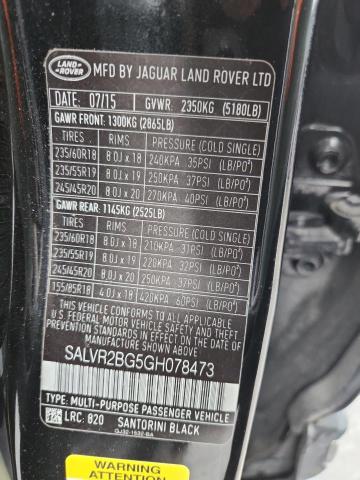 LAND ROVER
MFD BY JAGUAR LAND ROVER LTD
DATE: 07/15 GVWR. 2350KG (5180LB)
GAWR FRONT: 1300KG (2865LB)
TIRES RIMS PRESSURE (COLD SINGLE)
235/60R18 8.0J x 18 240KPA 35PSI (LB/PO²)
235/55R19 8.0J x 19 250KPA 37PSI (LB/PO²)
245/45R20 8.0J x 20 270KPA 40PSI (LB/PO²)
GAWR REAR: 1145KG (2525LB)
TIRES RIMS PRESSURE (COLD SINGLE)
235/60R18 8.0J x 18 210KPA 31PSI (LB/PO²)
235/55R19 8.0J x 19 220KPA 32PSI (LB/PO²)
245/45R20 8.0J x 20 250KPA 37PSI (LB/PO²)
155/85R18 4.0J x 18 420KPA 60PSI (LB/PO²)
THIS VEHICLE CONFORMS TO ALL APPLICABLE
U.S. FEDERAL MOTOR VEHICLE SAFETY STANDARDS
IN EFFECT ON THE DATE OF MANUFACTURE SHOWN ABOVE.
SALVR2BG5GH078473
TYPE: MULTI-PURPOSE PASSENGER VEHICLE
LRC: 820 SANTORINI BLACK
GJ32-1532-BA
WARNING
ATTENTION